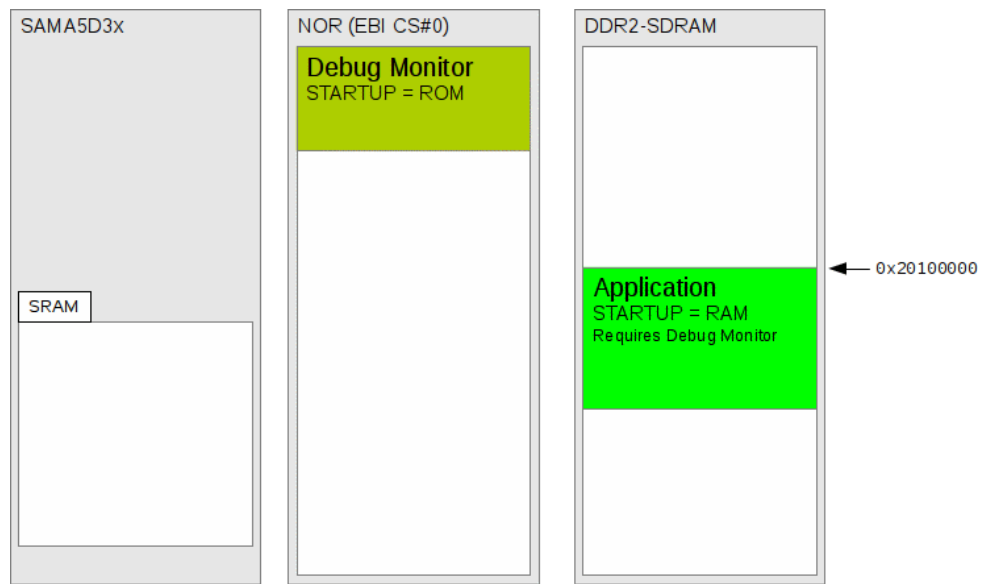 SAMA5D3x
SRAM
NOR (EBI CS#0)
Debug Monitor
STARTUP = ROM
DDR2-SDRAM
Application
STARTUP = RAM
Requires Debug Monitor
0x20100000